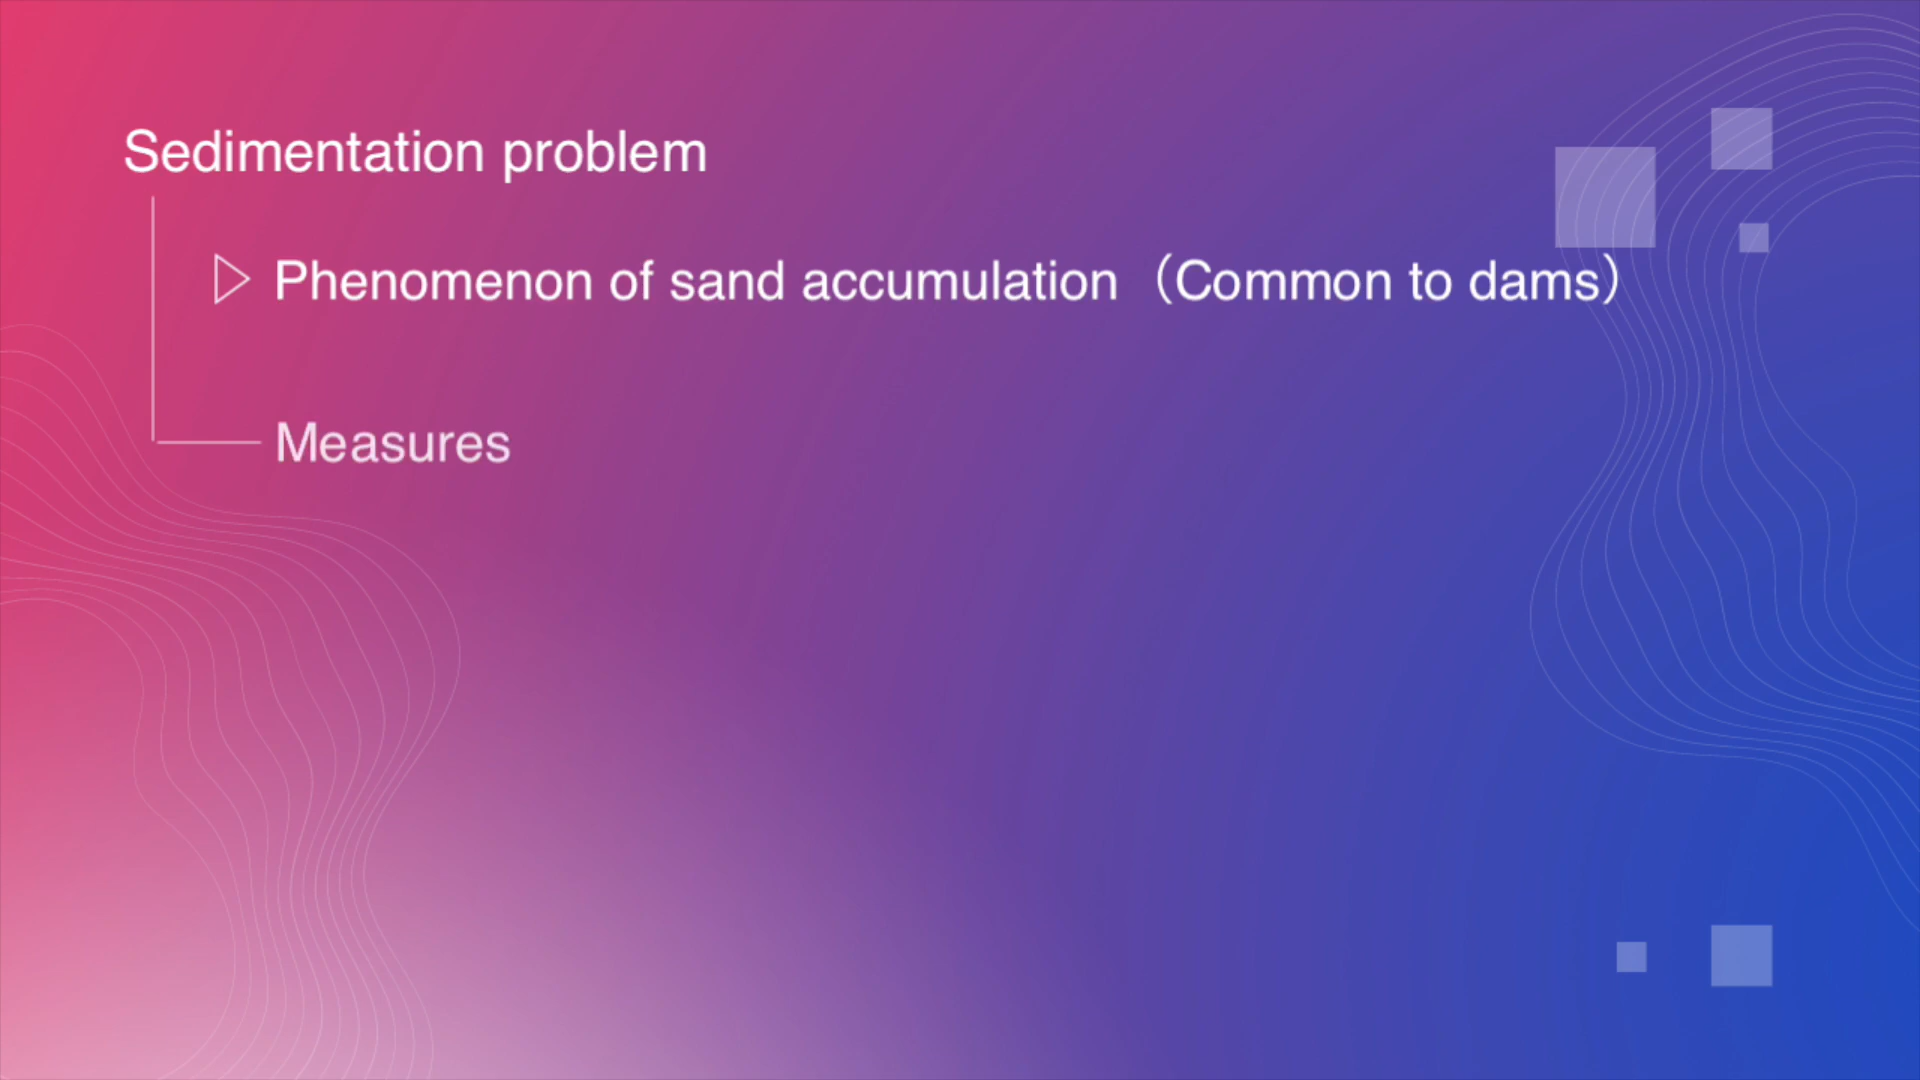 Sedimentation problem
Phenomenon of sand accumulation（Common to dams）
Measures